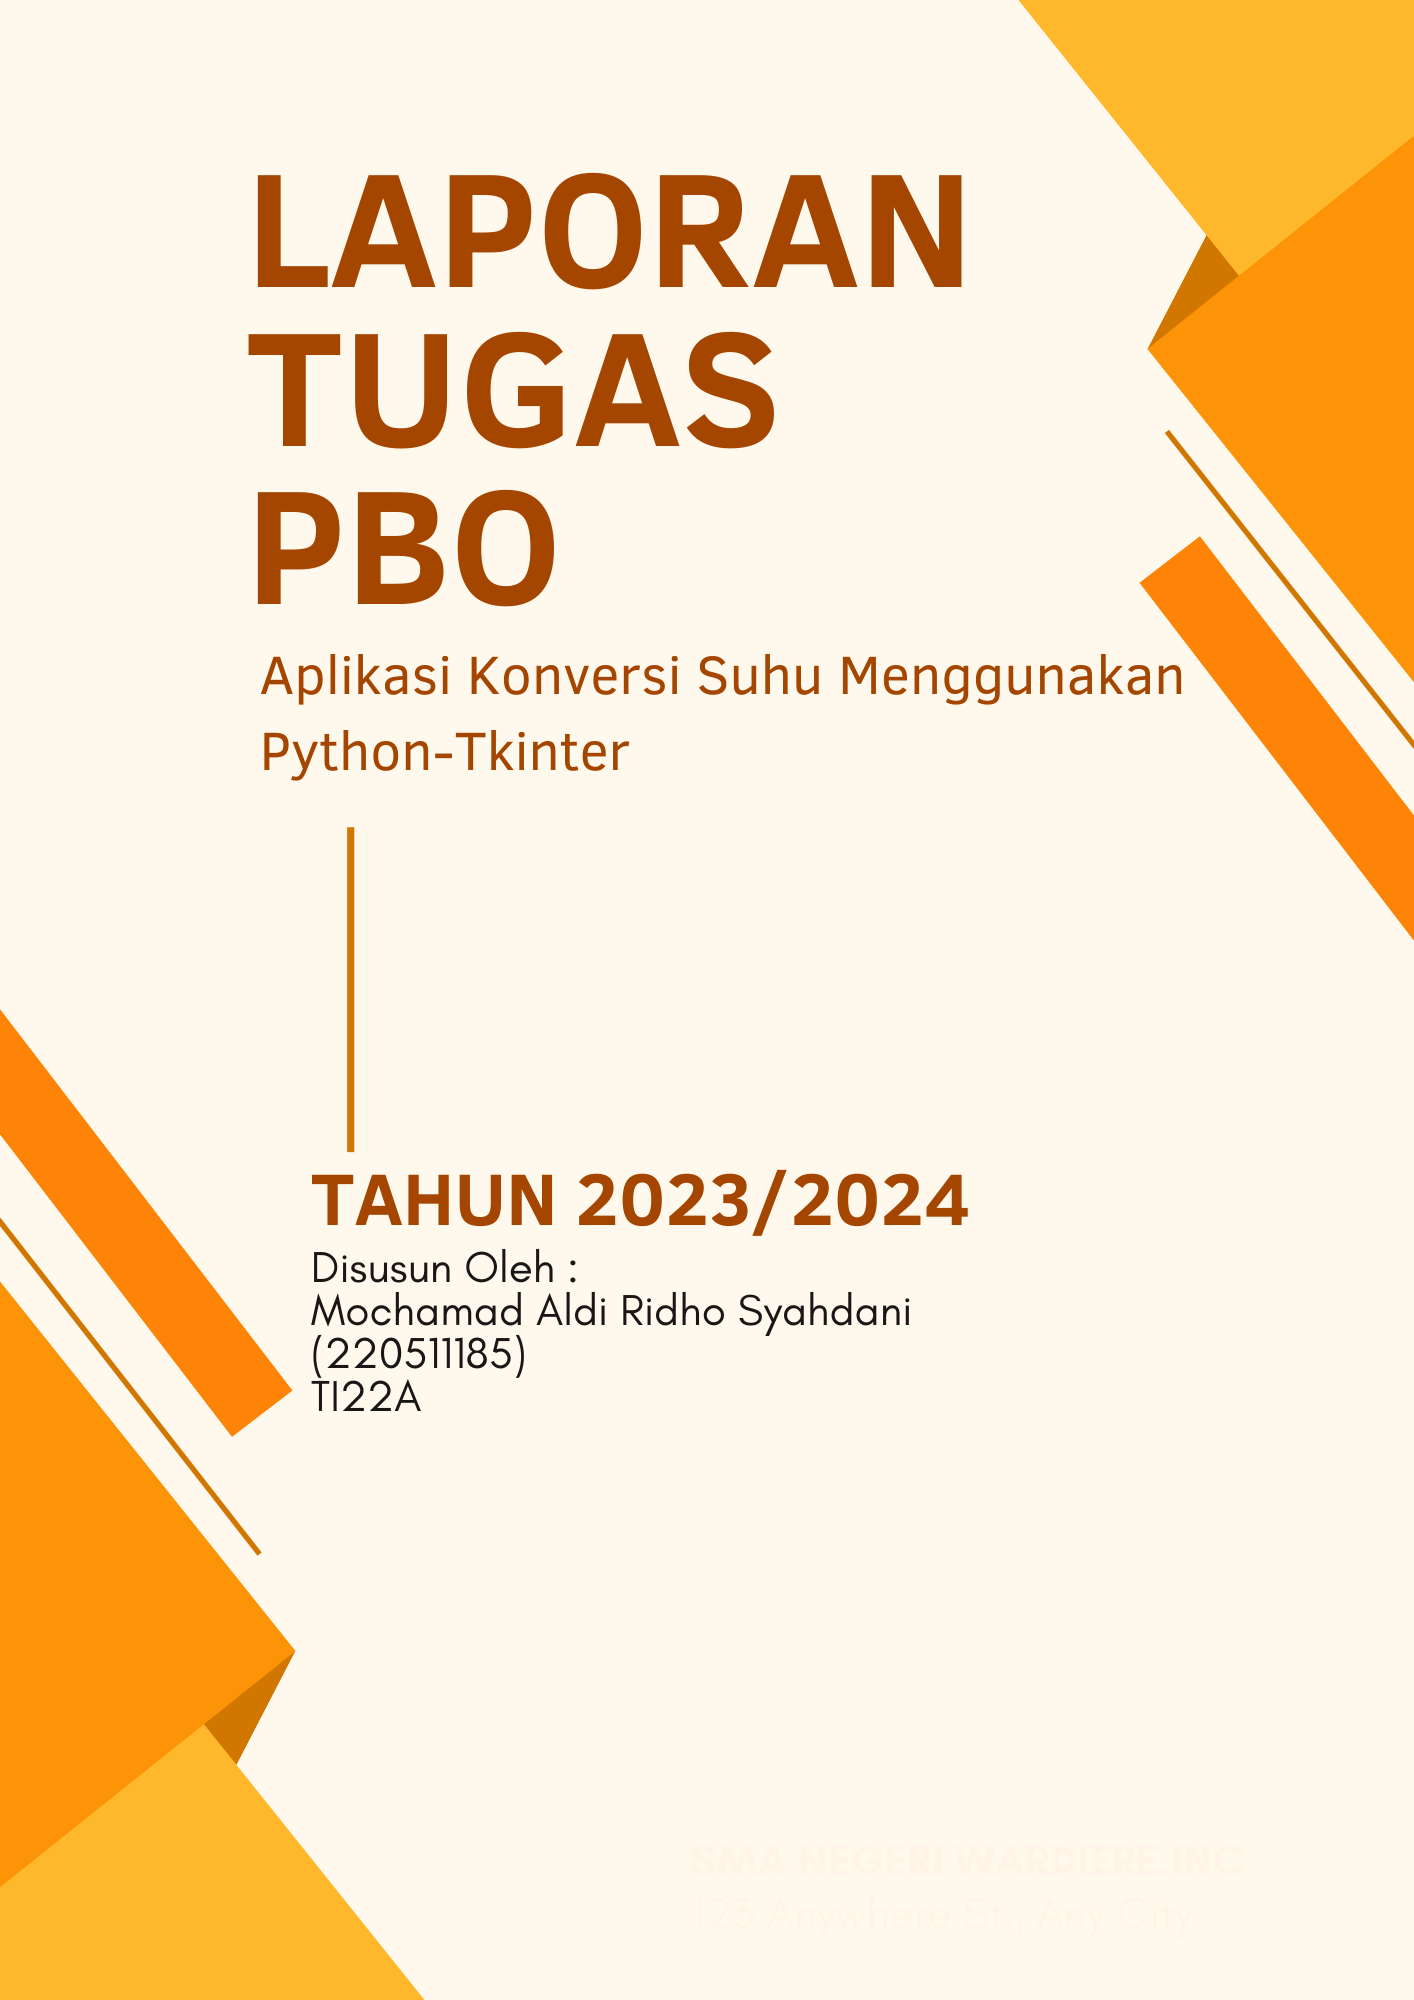 LAPORAN
TUGAS
PBO
Aplikasi Konversi Suhu Menggunakan
Python-Tkinter
TAHUN 2023/2024
Disusun Oleh :
Mochamad Aldi Ridho Syahdani
(220511185)
TI22A
SMA NEGERI WARDIERE.INC
123 Anywhere St., Any City